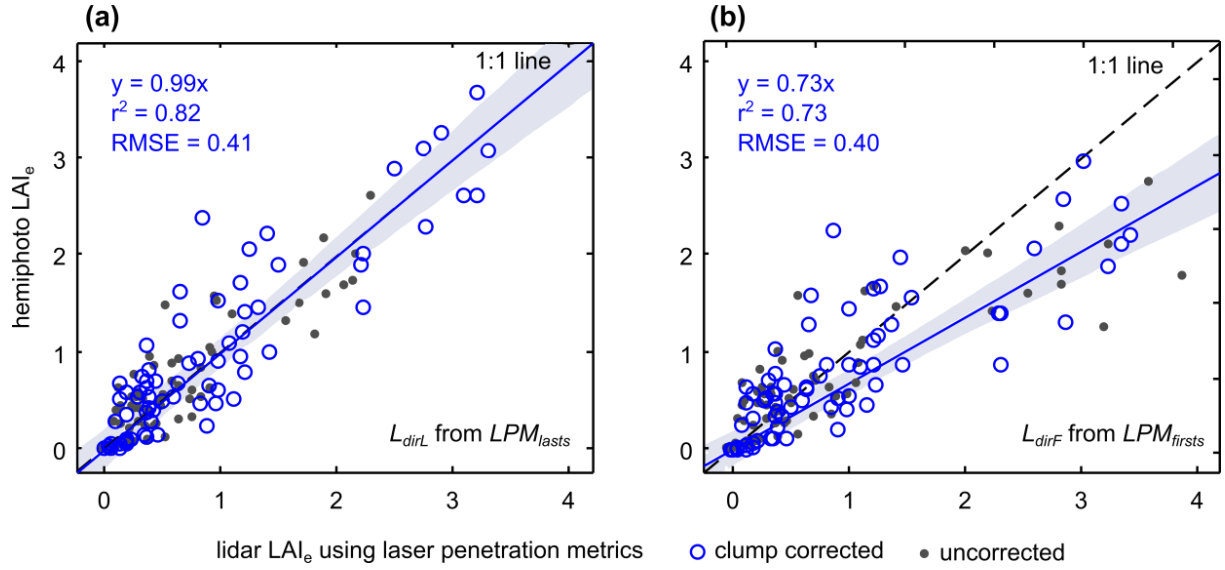 (a)
4
3
2
1
0
0 1 2 3 4
hemiphoto LAIe
y = 0.99x
r² = 0.82
RMSE = 0.41
1:1 line
LdirL from LPMlasts
(b)
4
3
2
1
0
0 1 2 3 4
y = 0.73x
r² = 0.73
RMSE = 0.40
1:1 line
LdirF from LPMfirsts
lidar LAIe using laser penetration metrics
clump corrected
uncorrected